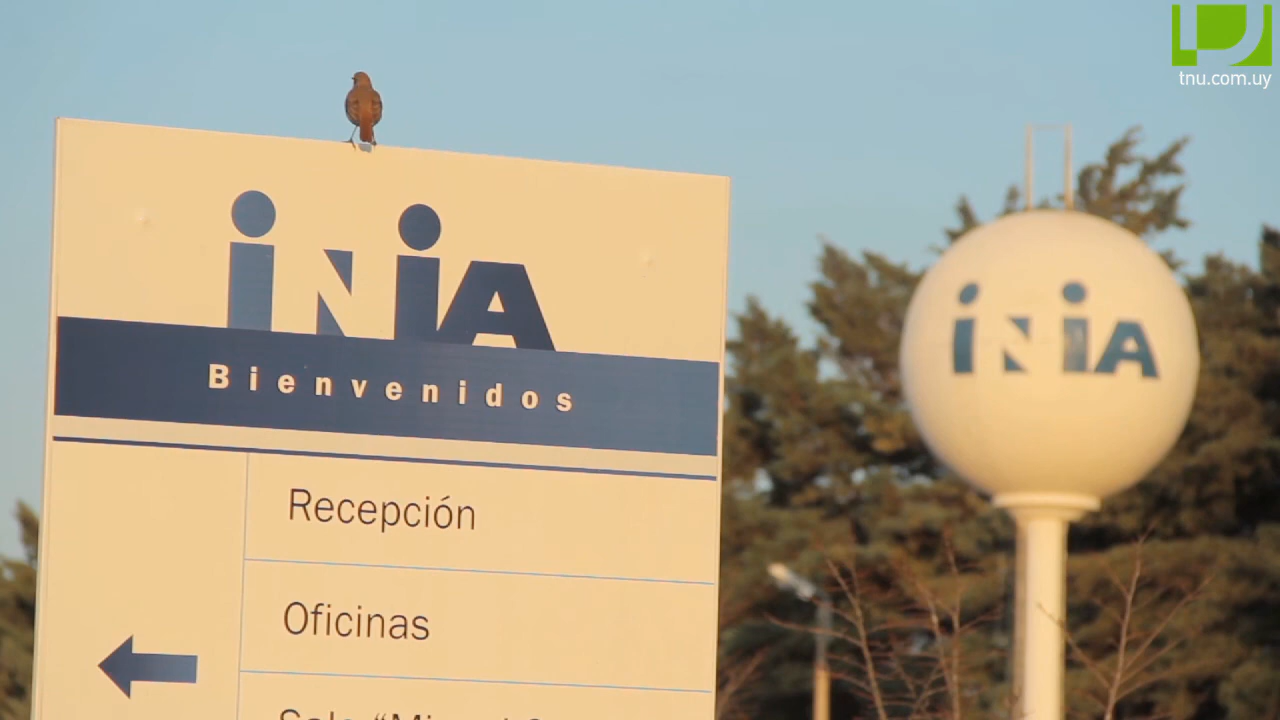 tnu.com.uy
iNiA
Bienvenidos
Recepción
Oficinas
iNiA